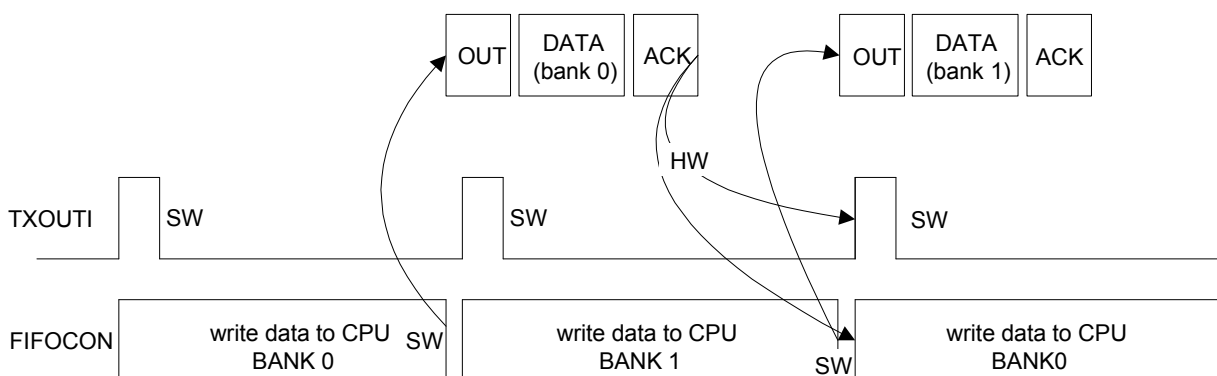 OUT
DATA
(bank 0)
ACK
OUT
DATA
(bank 1)
ACK
HW
TXOUTI
SW
SW
SW
FIFOCON
write data to CPU
BANK 0
SW
write data to CPU
BANK 1
SW
write data to CPU
BANK0